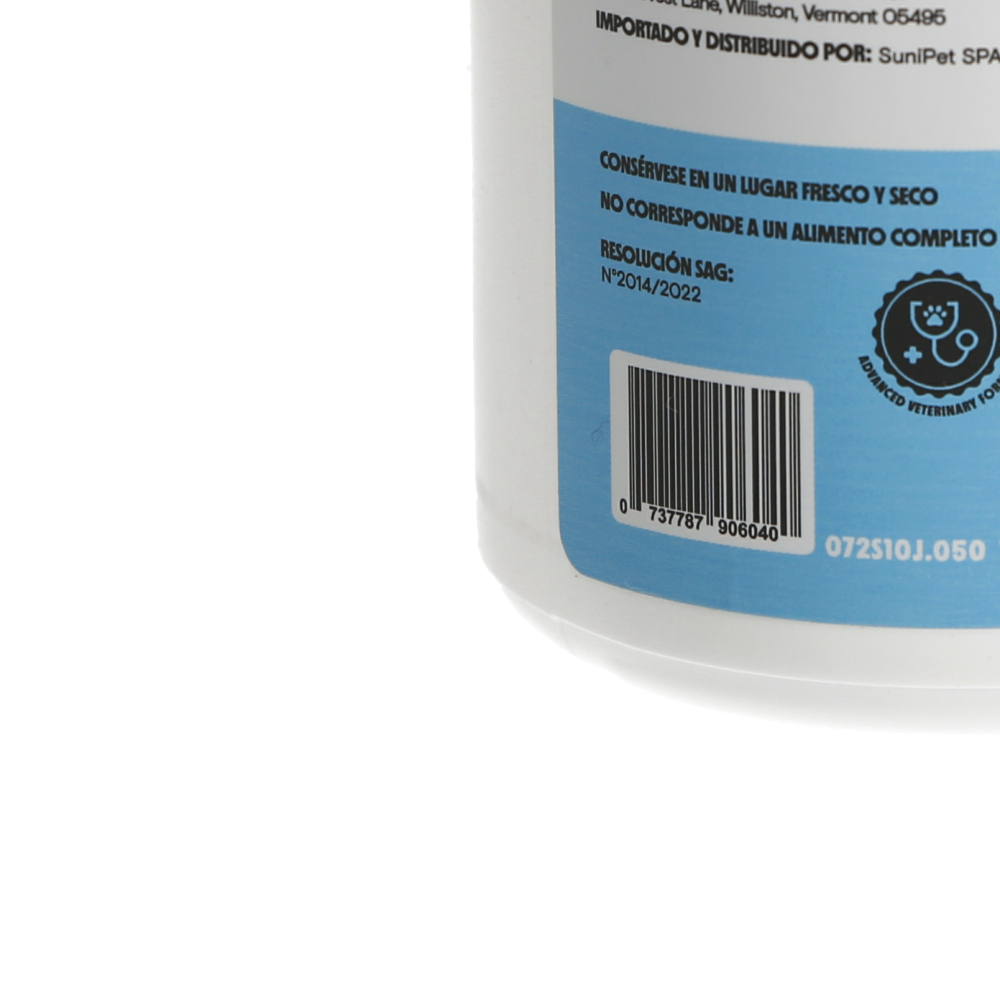 Lane, Williston, Vermont 05495
IMPORTADO Y DISTRIBUIDO POR: SuniPet SPA
CONSÉRVESE EN UN LUGAR FRESCO Y SECO
NO CORRESPONDE A UN ALIMENTO COMPLETO
RESOLUCIÓN SAG:
N°2014/2022
ADVANCED VETERINARY
0 737787 906040
072S10J.050